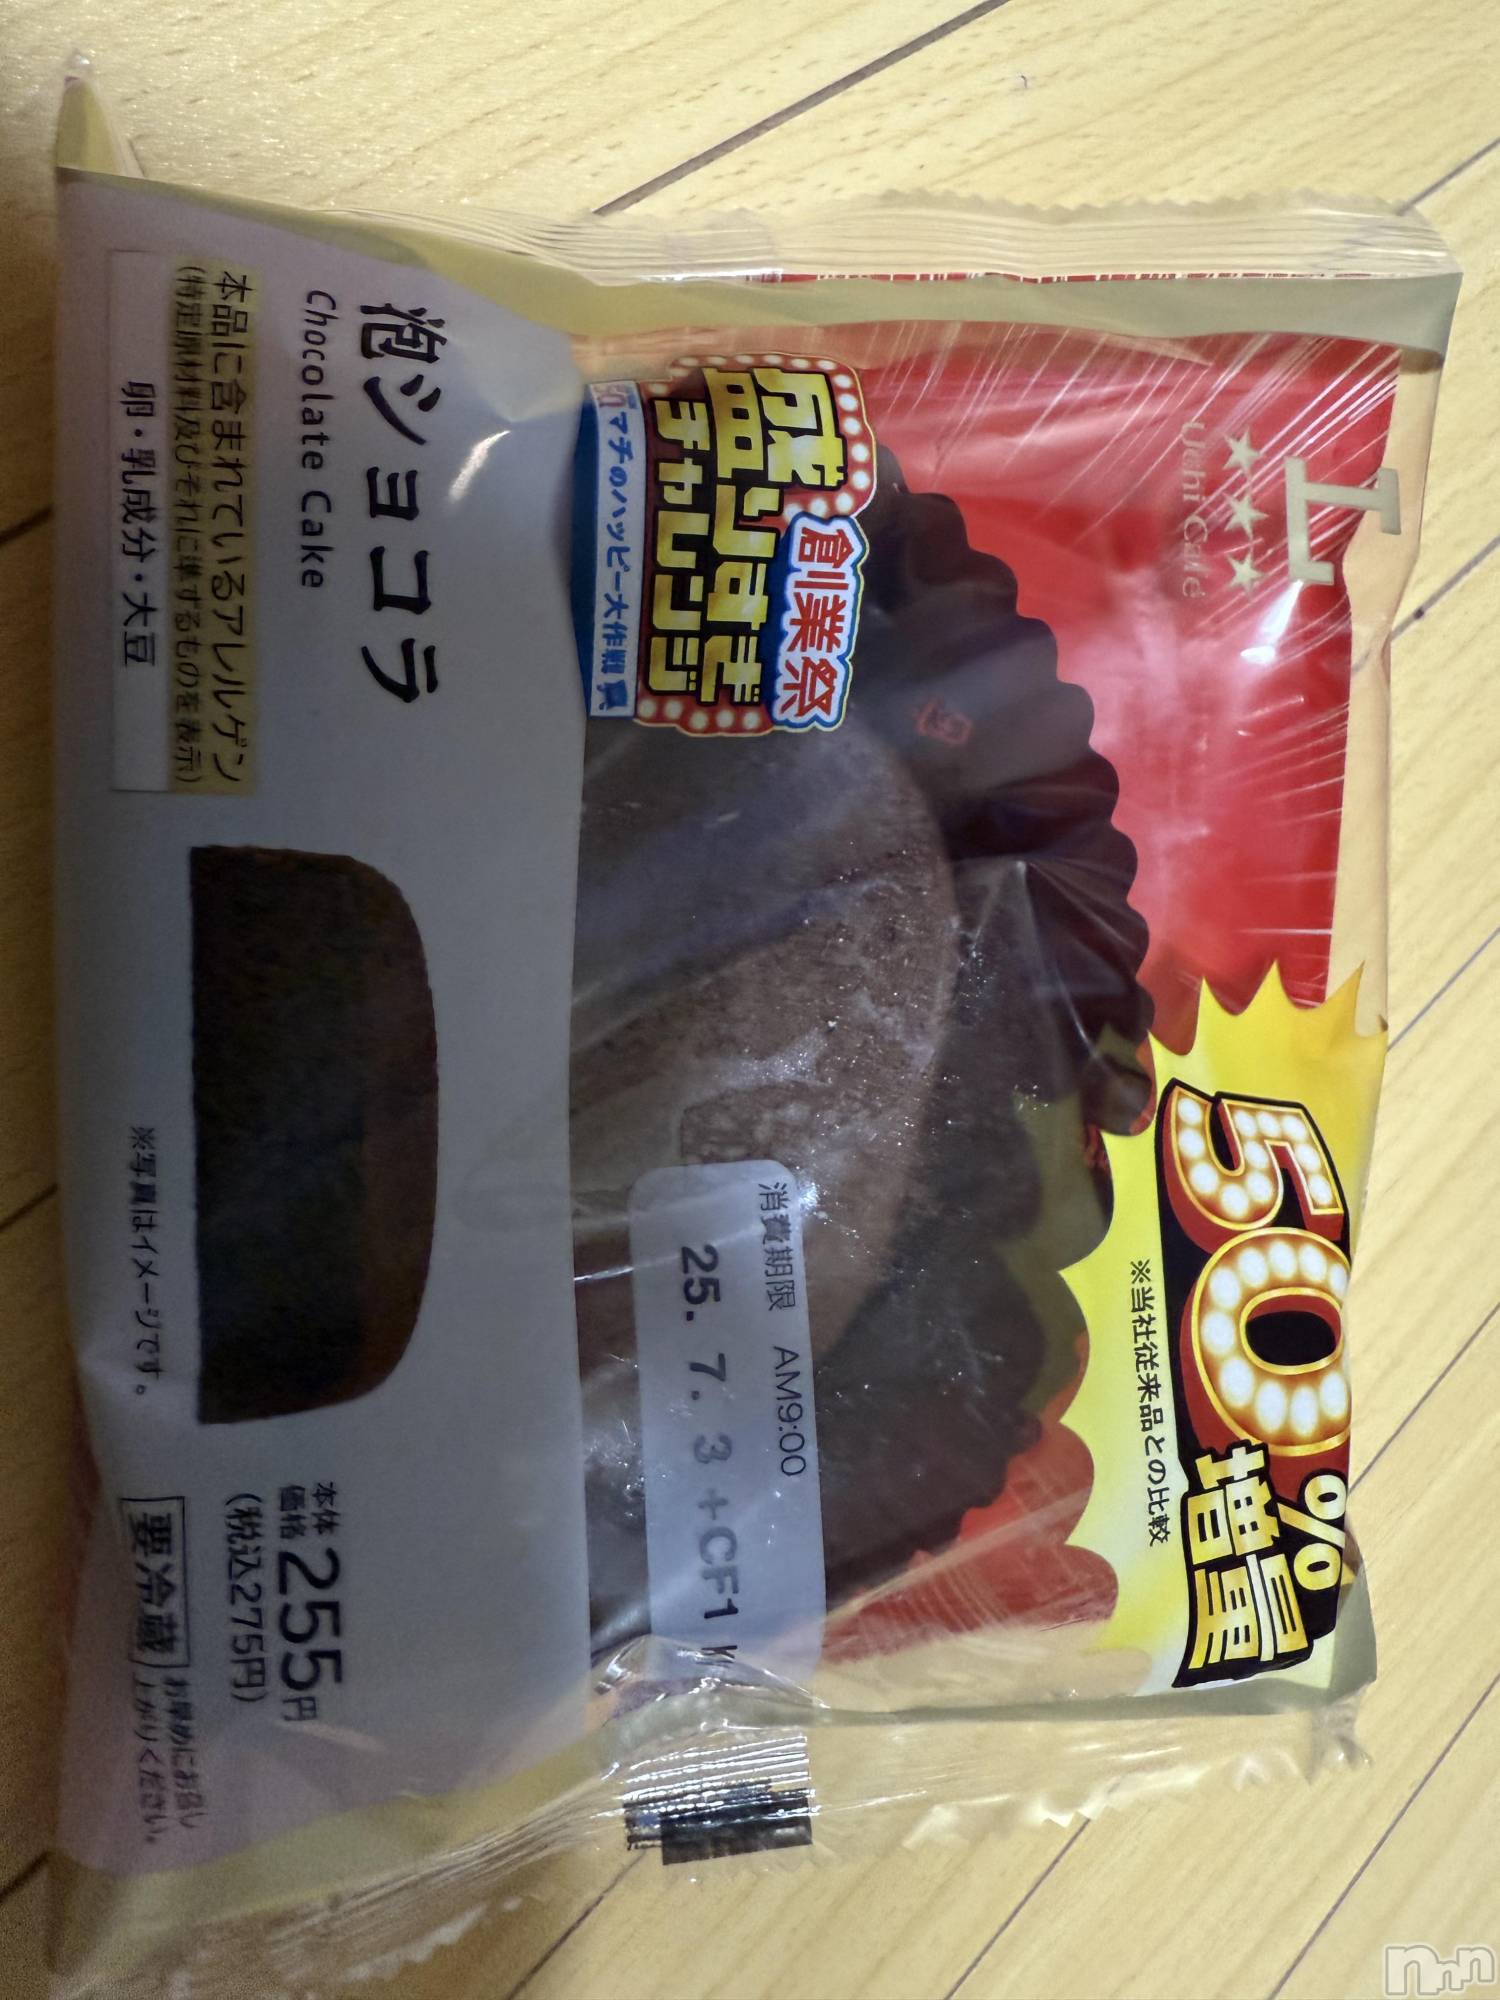 L
Uchi Café
50%
増量
※当社従来品との比較
創業祭
盛りすぎ
チャレンジ
マチのハッピー大作戦
消費期限 AM9:00
25. 7. 3 +CF1
泡ショコラ
Chocolate Cake
本品に含まれているアレルゲン
(特定原材料及びそれに準ずるものを表示)
卵・乳成分・大豆
※写真はイメージです。
本体
価格 255円
(税込275円)
要冷蔵
お早めにお召し
上がりください。
nnn